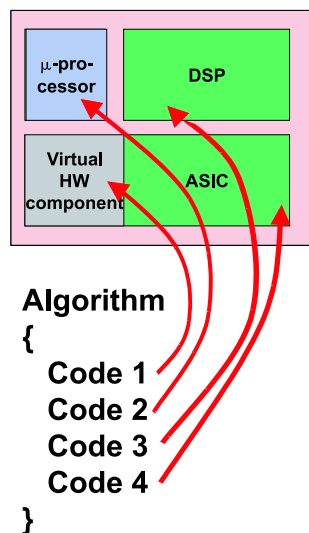 μ-pro-
cessor
DSP
Virtual
HW
component
ASIC
Algorithm
{
Code 1
Code 2
Code 3
Code 4
}